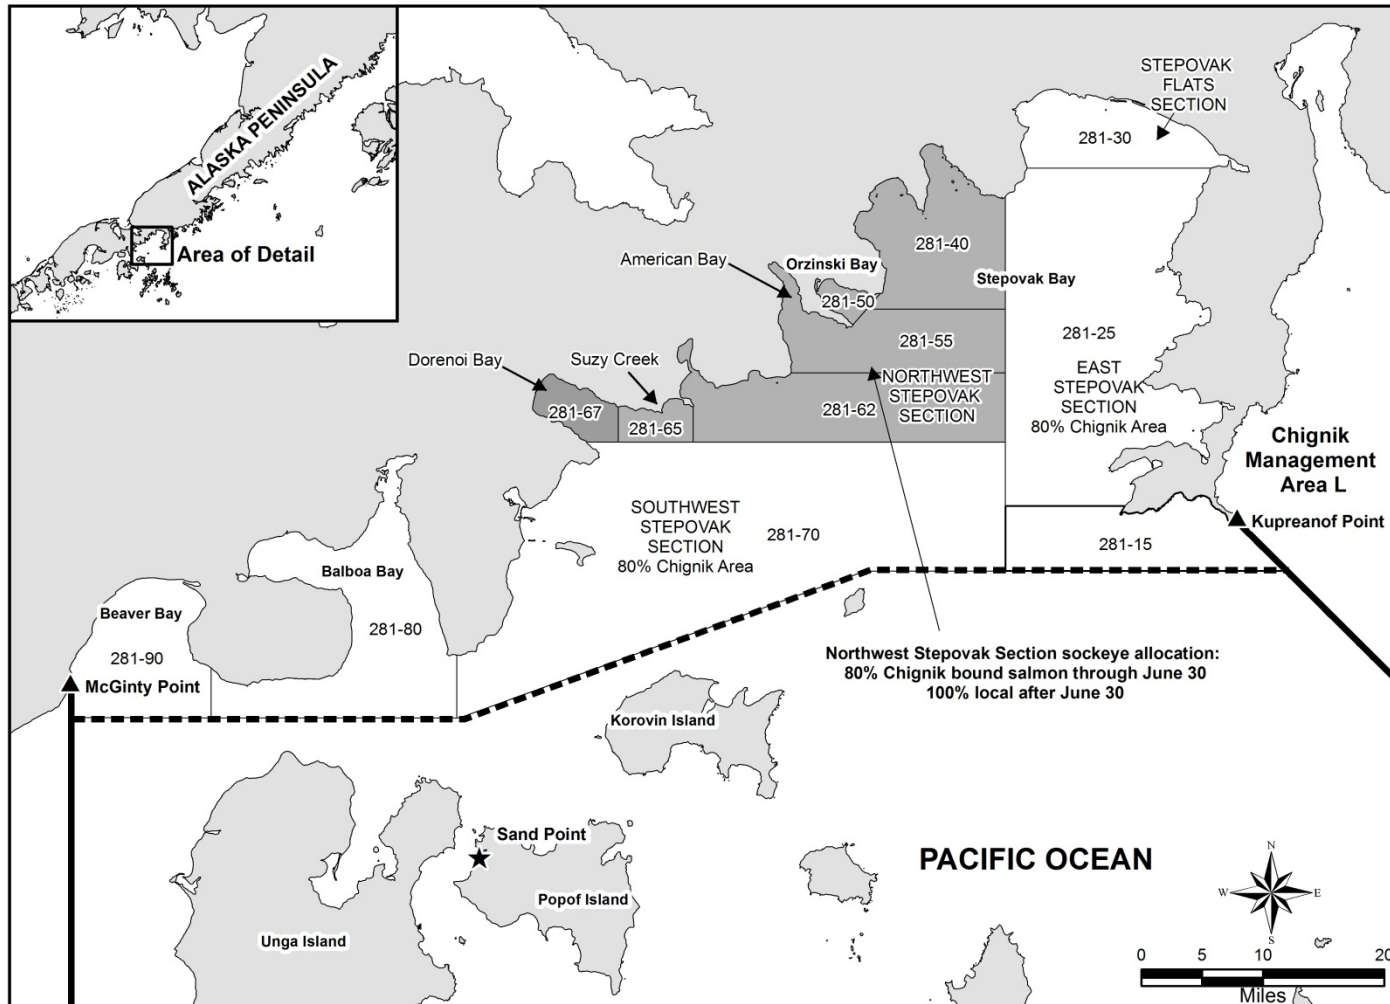 ALASKA PENINSULA
Area of Detail
STEPOVAK
FLATS
SECTION
281-30
281-40
American Bay
Orzinski Bay
Stepovak Bay
281-50
281-25
281-55
Dorenoi Bay
Suzy Creek
EAST
STEPOVAK
SECTION
80% Chignik Area
NORTHWEST
STEPOVAK
SECTION
281-67
281-65
281-62
Chignik
Management
Area L
Kupreanof Point
SOUTHWEST
STEPOVAK
SECTION
80% Chignik Area
281-70
281-15
Balboa Bay
Beaver Bay
281-80
281-90
McGinty Point
Northwest Stepovak Section sockeye allocation:
80% Chignik bound salmon through June 30
100% local after June 30
Korovin Island
Sand Point
PACIFIC OCEAN
Popof Island
Unga Island
N
W
E
S
0 5 10 20
Miles